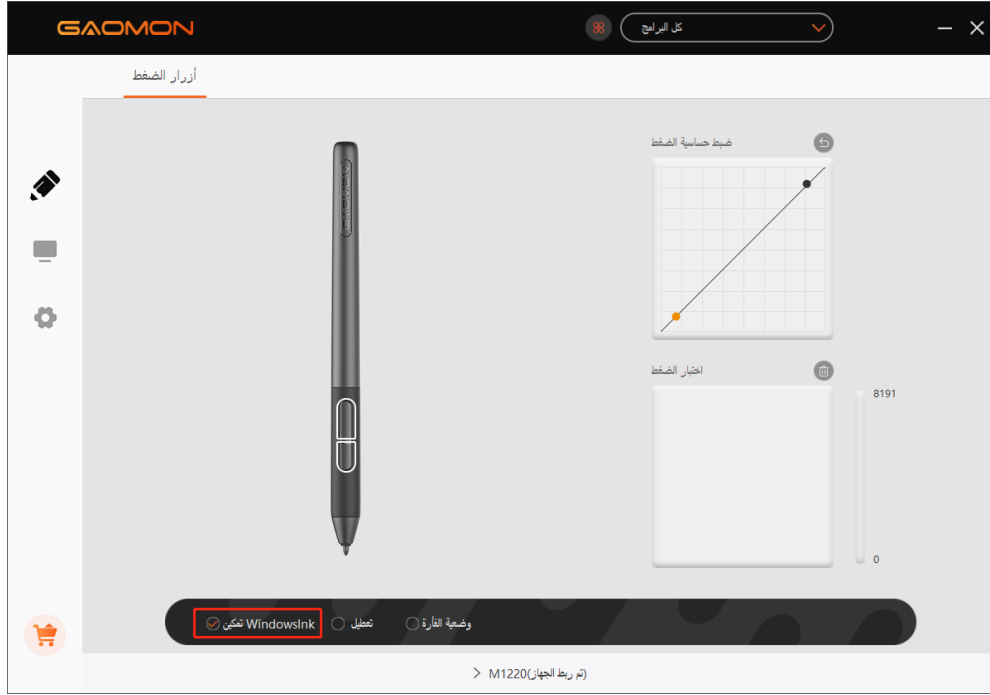 GAOMON
كل البرامج
أزرار الضغط
GAOMON
ضبط حساسية الضغط
اختبار الضغط
8191
0
تمكين WindowsInk
تعطيل
وضعية الفأرة
M1220(تم ربط الجهاز)